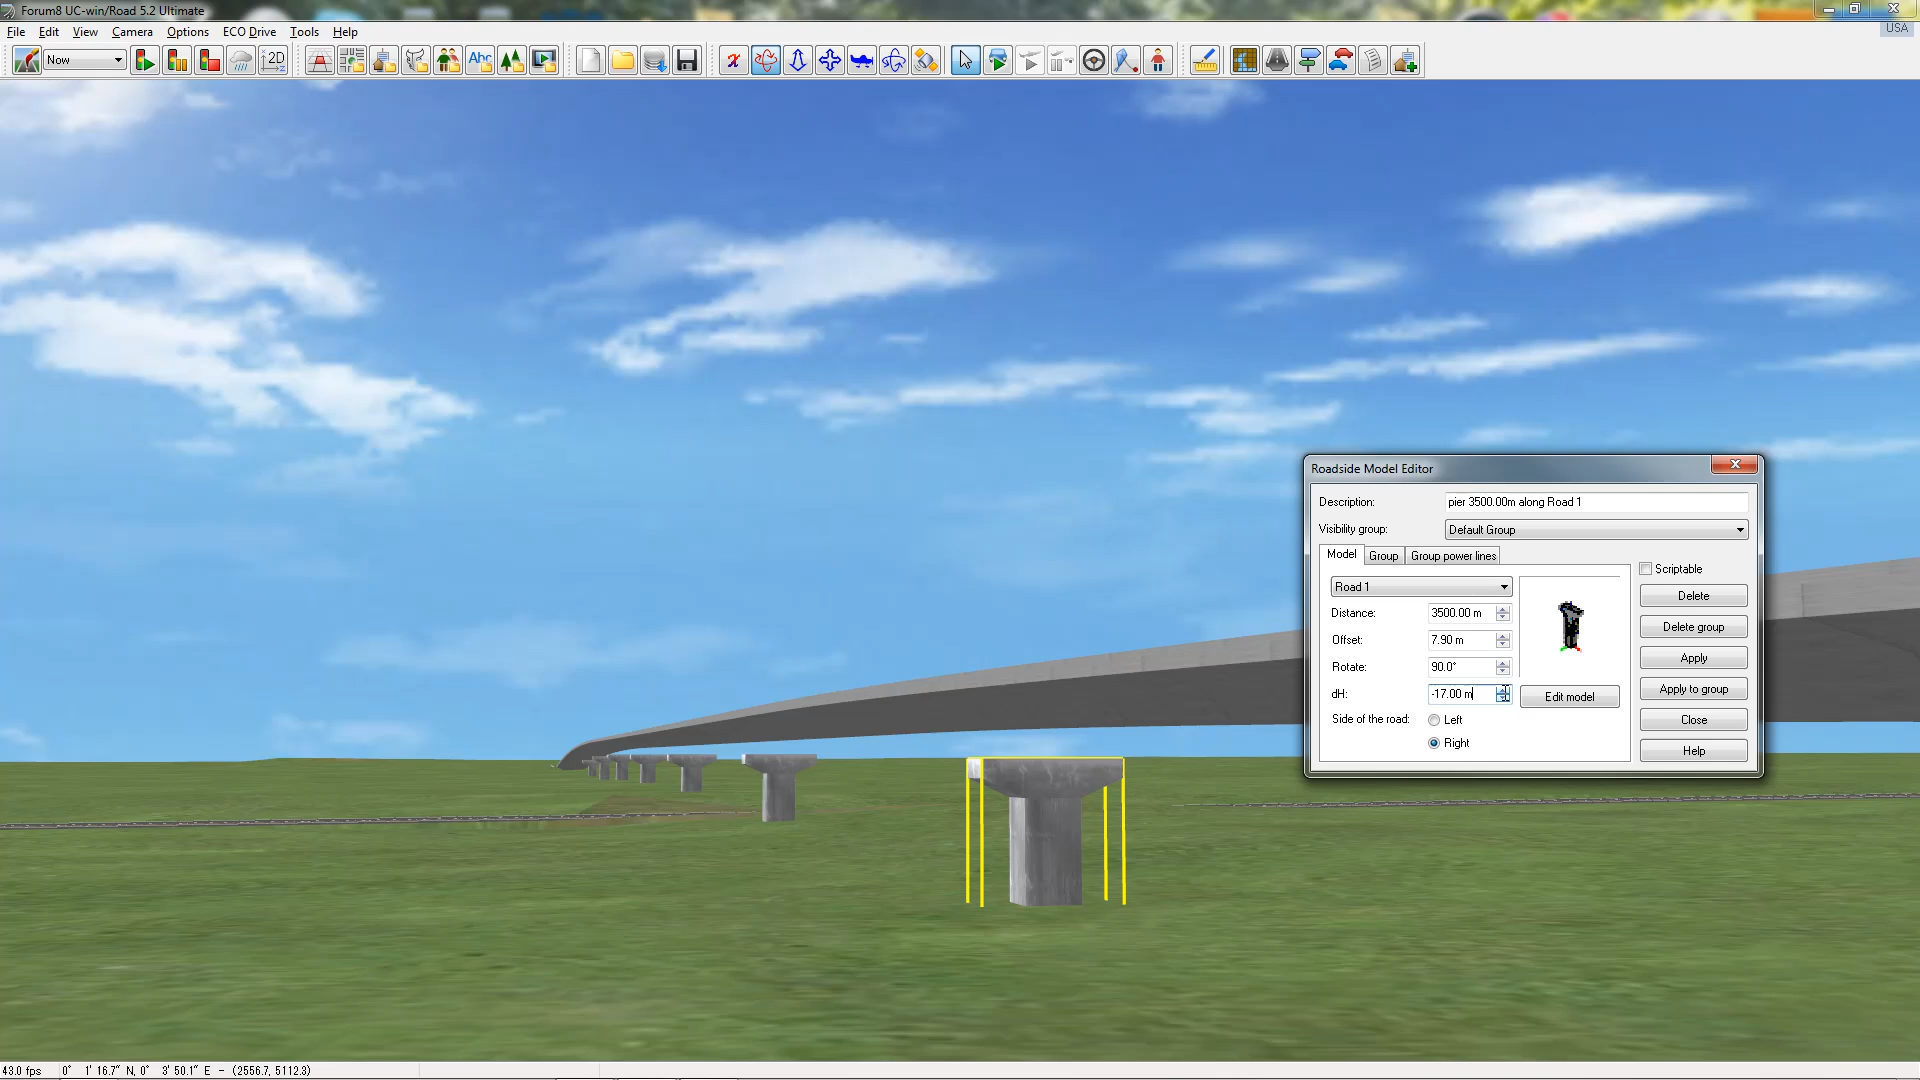 Forum8 UC-win/Road 5.2 Ultimate
File Edit View Camera Options ECO Drive Tools Help
USA
Now
2D
Abc
Roadside Model Editor
Description: pier 3500.00m along Road 1
Visibility group: Default Group
Model Group Group power lines
Scriptable
Road 1
Delete
Distance: 3500.00 m
Delete group
Offset: 7.90 m
Apply
Rotate: 90.0°
Apply to group
dH: -17.00 m
Edit model
Side of the road: Left
Close
Right
Help
43.0 fps 0° 1' 16.7" N, 0° 3' 50.1" E - (2556.7, 5112.3)